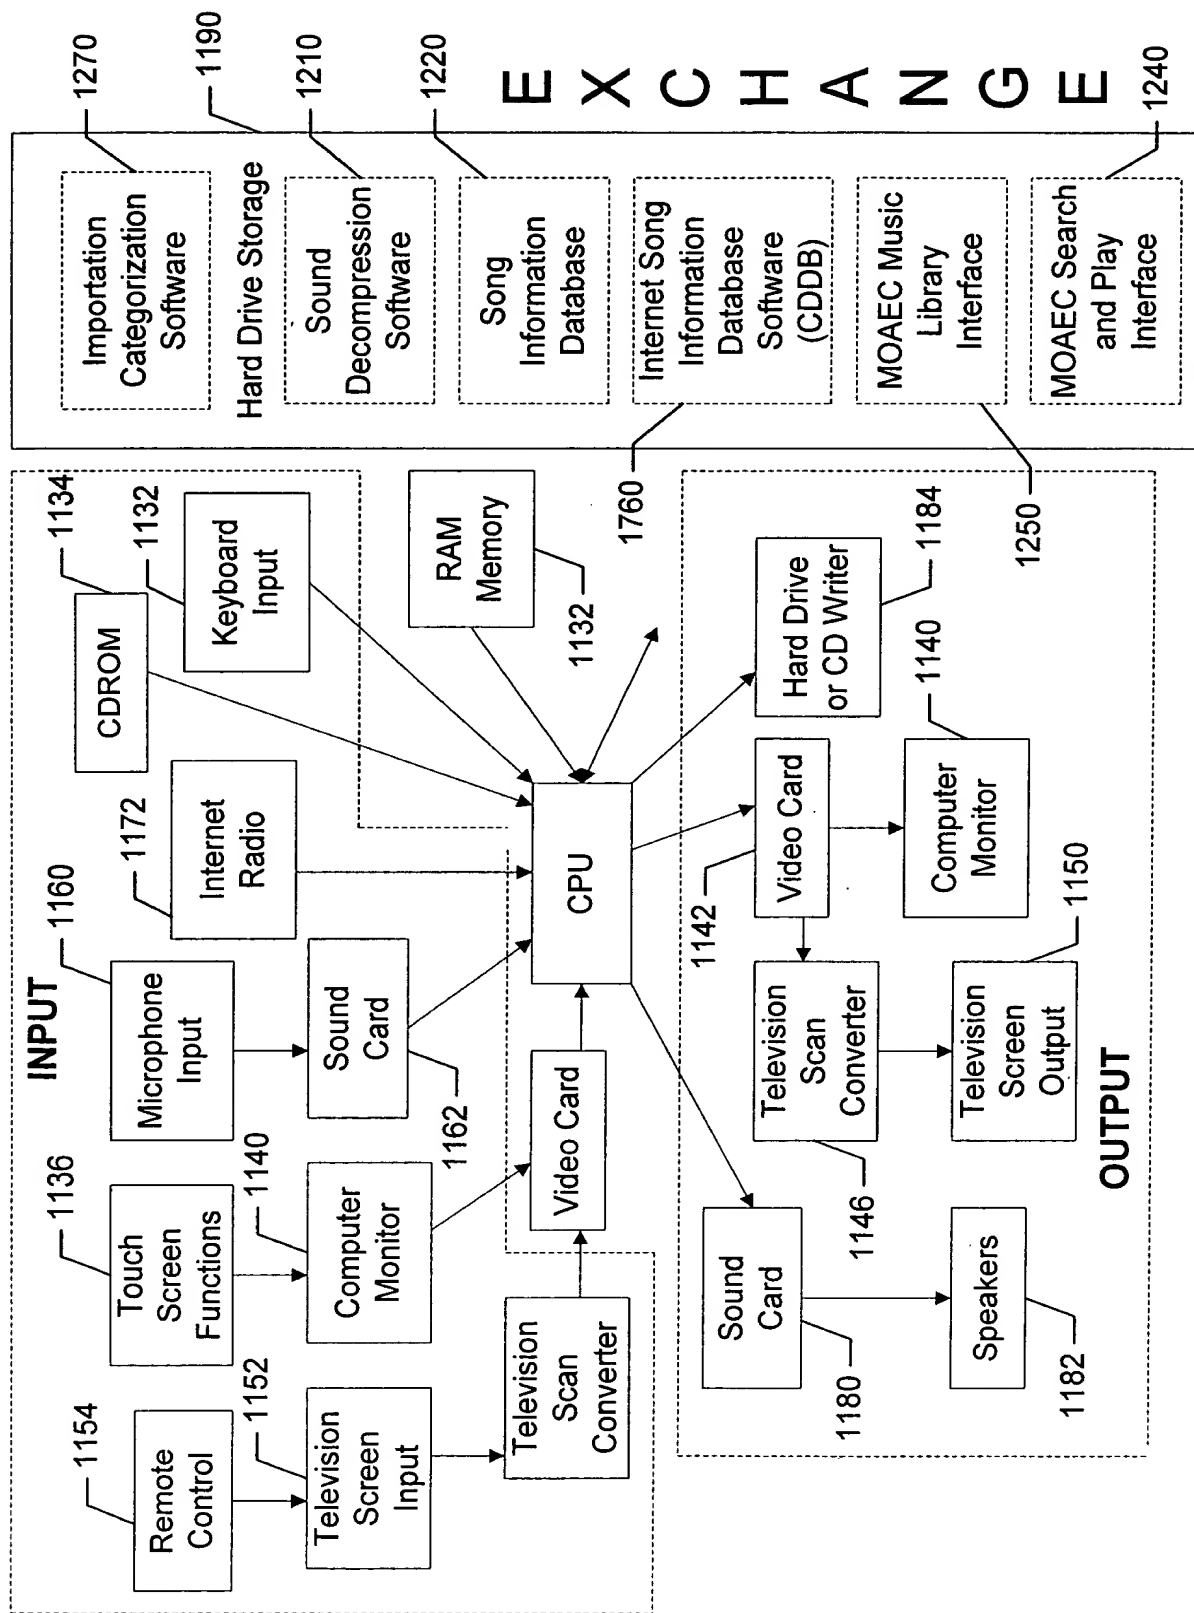 INPUT
1154
Remote
Control
1152
Television
Screen
Input
Television
Scan
Converter
1136
Touch
Screen
Functions
1140
Computer
Monitor
Video Card
1160
Microphone
Input
Sound
Card
1162
1172
Internet
Radio
CDROM
1134
Keyboard
Input
1132
RAM
Memory
1132
CPU
Sound
Card
1180
Speakers
1182
Television
Scan
Converter
1146
Television
Screen
Output
1150
Video Card
1142
Computer
Monitor
1140
Hard Drive
or CD Writer
1184
OUTPUT
Importation
Categorization
Software
1270
Hard Drive Storage
1190
Sound
Decompression
Software
1210
Song
Information
Database
1220
Internet Song
Information
Database
Software
(CDDB)
1760
MOAEC Music
Library
Interface
1250
MOAEC Search
and Play
Interface
1240
EXCHANGE